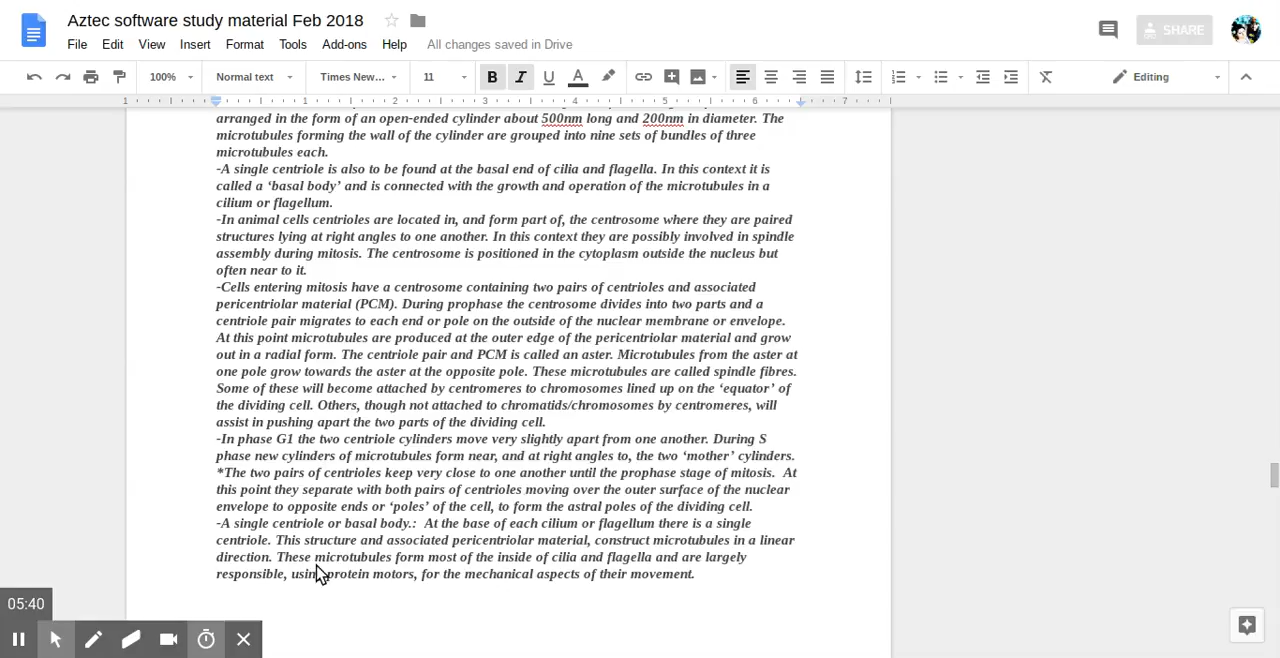 Aztec software study material Feb 2018
SHARE
File Edit View Insert Format Tools Add-ons Help All changes saved in Drive
100% Normal text Times New... 11 B I U A Editing
1 1 2 3 4 5 6 7
arranged in the form of an open-ended cylinder about 500nm long and 200nm in diameter. The
microtubules forming the wall of the cylinder are grouped into nine sets of bundles of three
microtubules each.
-A single centriole is also to be found at the basal end of cilia and flagella. In this context it is
called a ‘basal body’ and is connected with the growth and operation of the microtubules in a
cilium or flagellum.
-In animal cells centrioles are located in, and form part of, the centrosome where they are paired
structures lying at right angles to one another. In this context they are possibly involved in spindle
assembly during mitosis. The centrosome is positioned in the cytoplasm outside the nucleus but
often near to it.
-Cells entering mitosis have a centrosome containing two pairs of centrioles and associated
pericentriolar material (PCM). During prophase the centrosome divides into two parts and a
centriole pair migrates to each end or pole on the outside of the nuclear membrane or envelope.
At this point microtubules are produced at the outer edge of the pericentriolar material and grow
out in a radial form. The centriole pair and PCM is called an aster. Microtubules from the aster at
one pole grow towards the aster at the opposite pole. These microtubules are called spindle fibres.
Some of these will become attached by centromeres to chromosomes lined up on the ‘equator’ of
the dividing cell. Others, though not attached to chromatids/chromosomes by centromeres, will
assist in pushing apart the two parts of the dividing cell.
-In phase G1 the two centriole cylinders move very slightly apart from one another. During S
phase new cylinders of microtubules form near, and at right angles to, the two ‘mother’ cylinders.
*The two pairs of centrioles keep very close to one another until the prophase stage of mitosis. At
this point they separate with both pairs of centrioles moving over the outer surface of the nuclear
envelope to opposite ends or ‘poles’ of the cell, to form the astral poles of the dividing cell.
-A single centriole or basal body.: At the base of each cilium or flagellum there is a single
centriole. This structure and associated pericentriolar material, construct microtubules in a linear
direction. These microtubules form most of the inside of cilia and flagella and are largely
responsible, using protein motors, for the mechanical aspects of their movement.
05:40